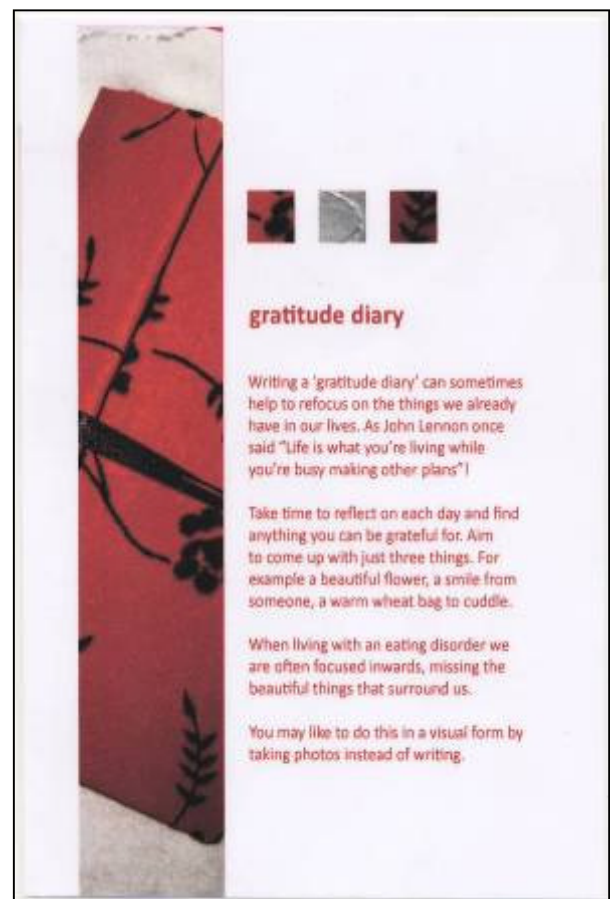 gratitude diary
Writing a 'gratitude diary' can sometimes
help to refocus on the things we already
have in our lives. As John Lennon once
said "Life is what you're living while
you're busy making other plans"!
Take time to reflect on each day and find
anything you can be grateful for. Aim
to come up with just three things. For
example a beautiful flower, a smile from
someone, a warm wheat bag to cuddle.
When living with an eating disorder we
are often focused inwards, missing the
beautiful things that surround us.
You may like to do this in a visual form by
taking photos instead of writing.